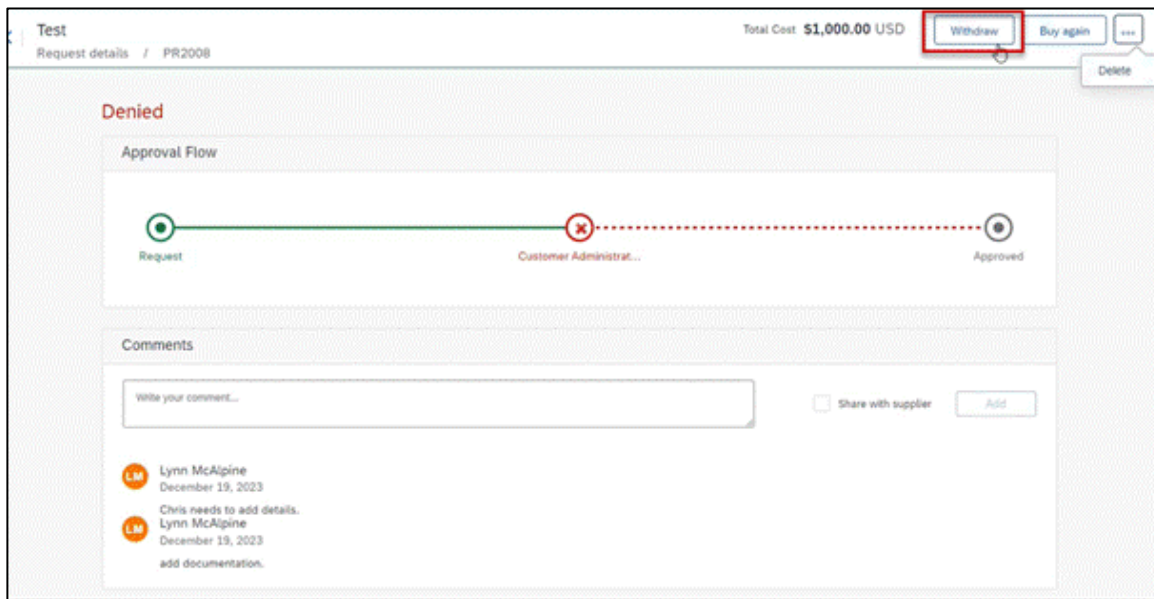 Test
Request details / PR2008
Total Cost $1,000.00 USD
Withdraw
Buy again
...
Delete
Denied
Approval Flow
Request
Customer Administrat...
Approved
Comments
Write your comment...
Share with supplier
Add
LM
Lynn McAlpine
December 19, 2023
Chris needs to add details.
LM
Lynn McAlpine
December 19, 2023
add documentation.